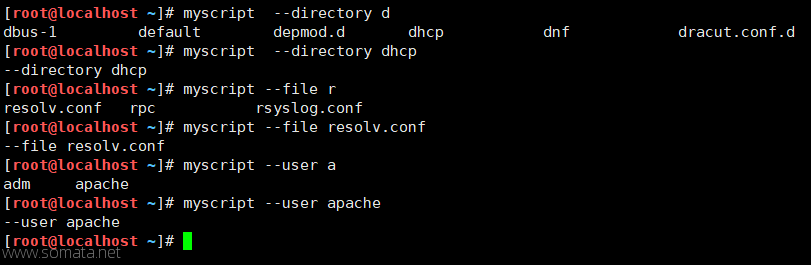 [root@localhost ~]# myscript  --directory d
dbus-1         default        depmod.d       dhcp           dnf            dracut.conf.d
[root@localhost ~]# myscript  --directory dhcp
--directory dhcp
[root@localhost ~]# myscript --file r
resolv.conf   rpc           rsyslog.conf
[root@localhost ~]# myscript --file resolv.conf
--file resolv.conf
[root@localhost ~]# myscript --user a
adm     apache
[root@localhost ~]# myscript --user apache
--user apache
[root@localhost ~]#
www.somata.net